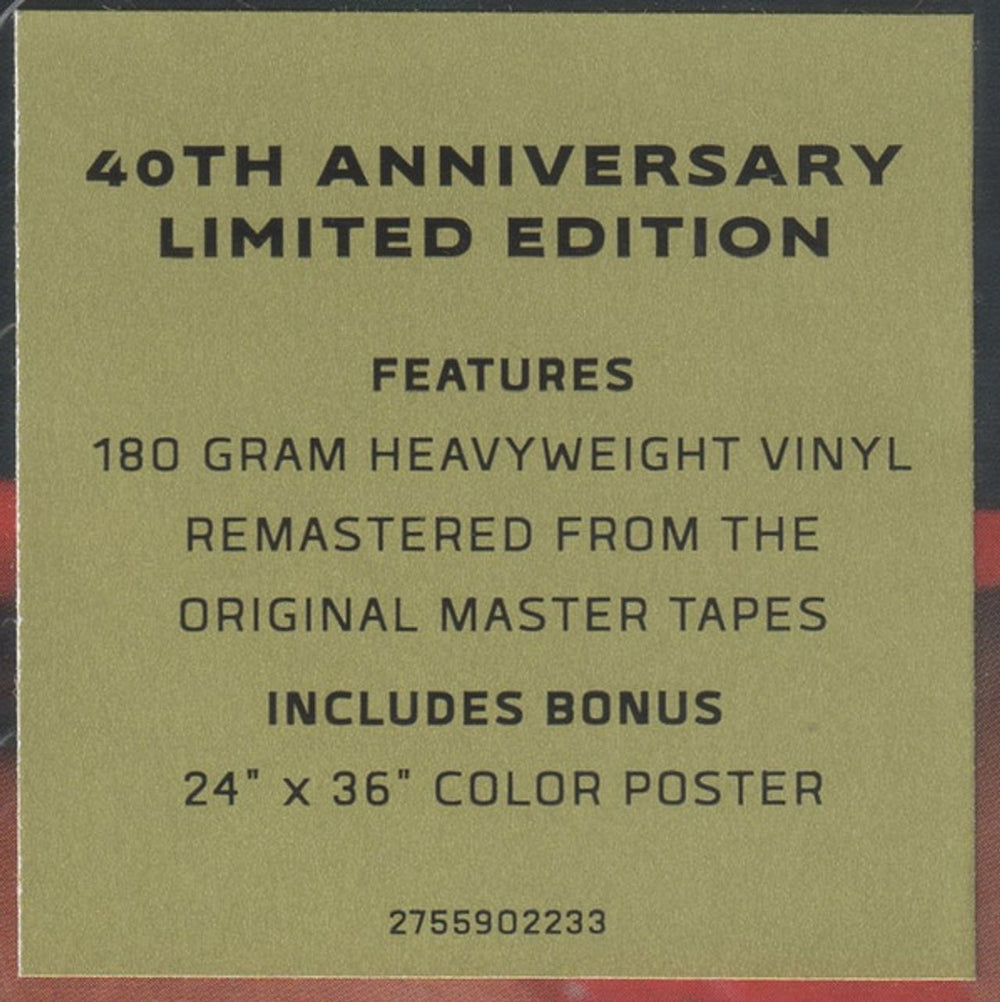 40TH ANNIVERSARY
LIMITED EDITION
FEATURES
180 GRAM HEAVYWEIGHT VINYL
REMASTERED FROM THE
ORIGINAL MASTER TAPES
INCLUDES BONUS
24" x 36" COLOR POSTER
2755902233